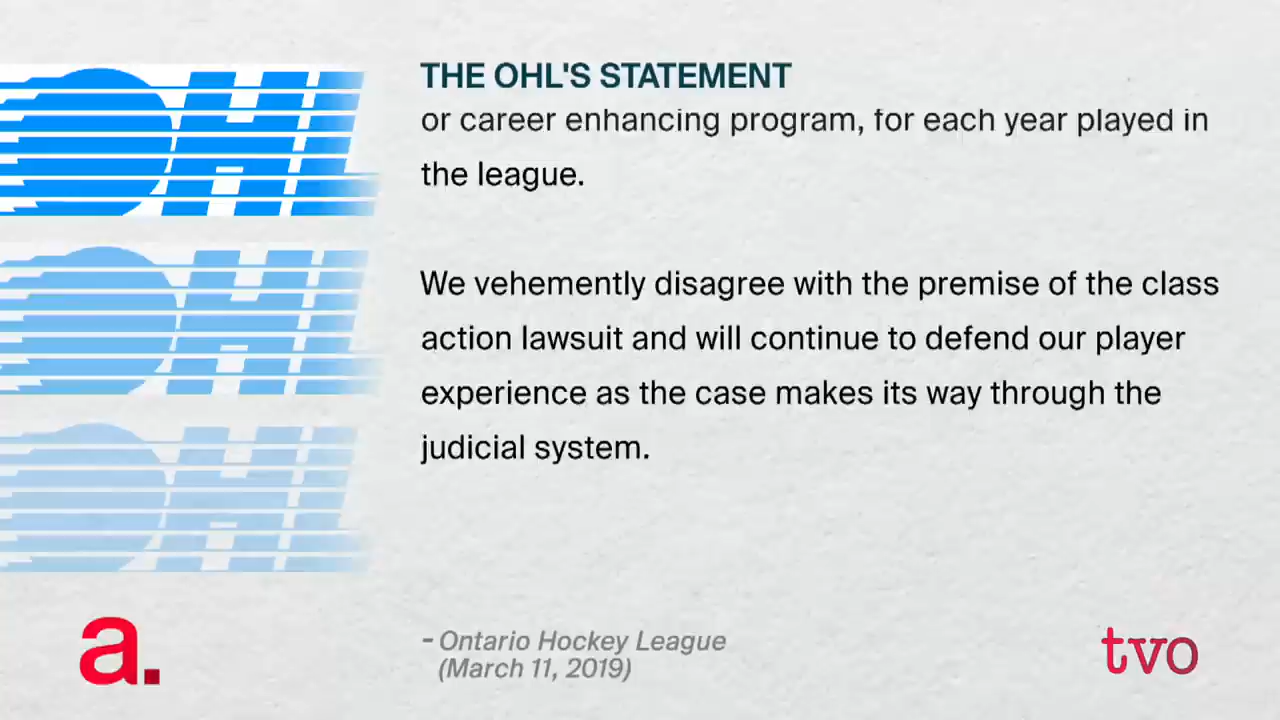 OHL
THE OHL'S STATEMENT
or career enhancing program, for each year played in
the league.
We vehemently disagree with the premise of the class
action lawsuit and will continue to defend our player
experience as the case makes its way through the
judicial system.
OHL
OHL
- Ontario Hockey League
(March 11, 2019)
a.
tvo